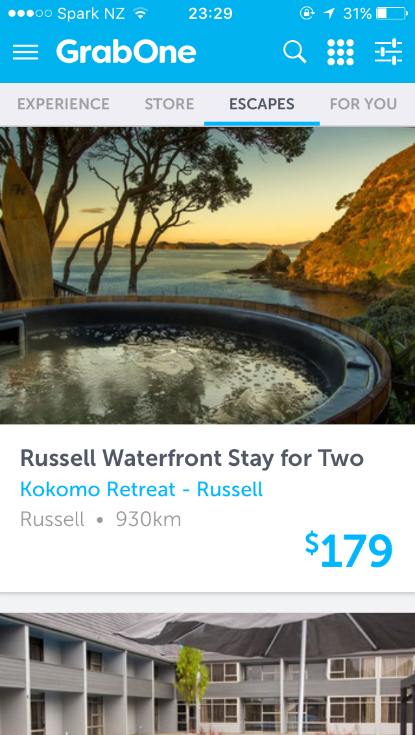 Spark NZ 23:29 31%
GrabOne
EXPERIENCE STORE ESCAPES FOR YOU
Russell Waterfront Stay for Two
Kokomo Retreat - Russell
Russell • 930km
$179